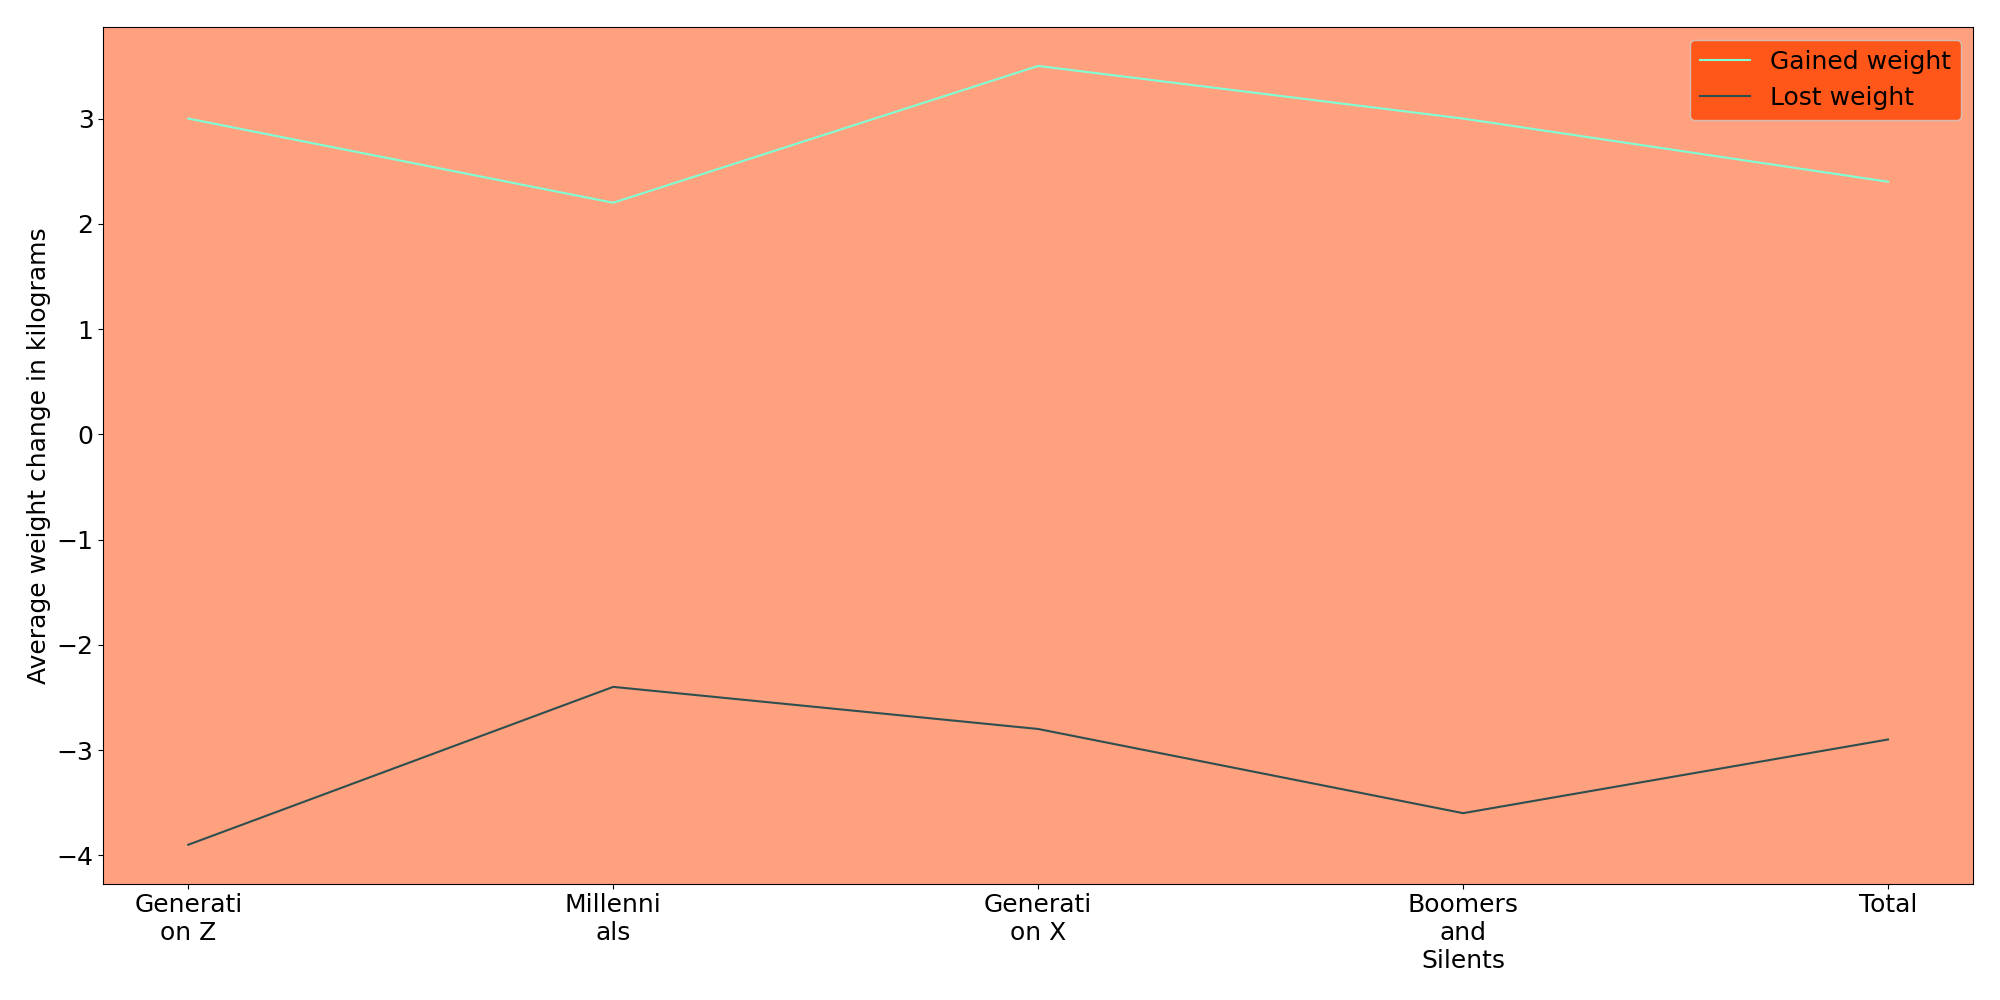 Gained weight
Lost weight
Average weight change in kilograms
3
2
1
0
−1
−2
−3
−4
Generati
on Z
Millenni
als
Generati
on X
Boomers
and
Silents
Total